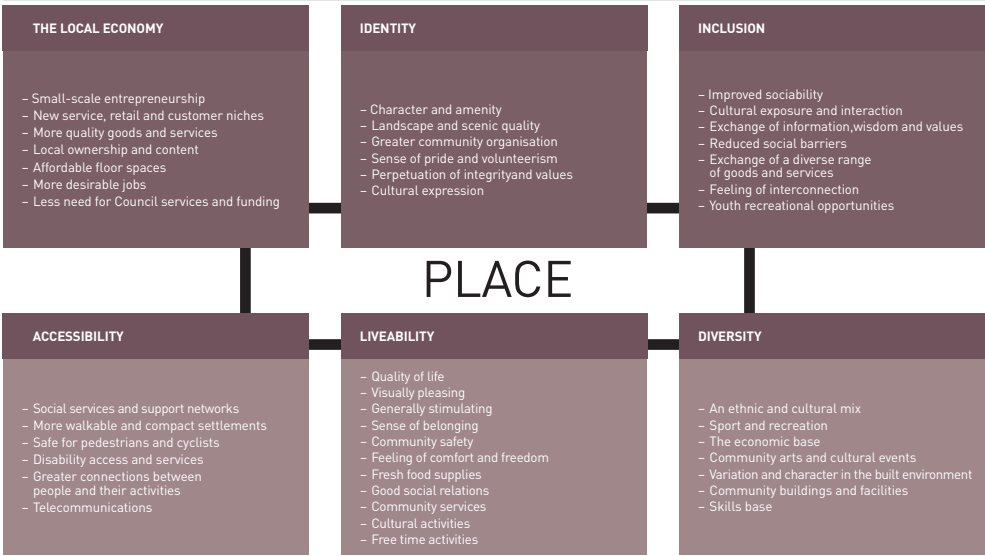 THE LOCAL ECONOMY
– Small-scale entrepreneurship
– New service, retail and customer niches
– More quality goods and services
– Local ownership and content
– Affordable floor spaces
– More desirable jobs
– Less need for Council services and funding
IDENTITY
– Character and amenity
– Landscape and scenic quality
– Greater community organisation
– Sense of pride and volunteerism
– Perpetuation of integrityand values
– Cultural expression
INCLUSION
– Improved sociability
– Cultural exposure and interaction
– Exchange of information,wisdom and values
– Reduced social barriers
– Exchange of a diverse range
of goods and services
– Feeling of interconnection
– Youth recreational opportunities
PLACE
ACCESSIBILITY
– Social services and support networks
– More walkable and compact settlements
– Safe for pedestrians and cyclists
– Disability access and services
– Greater connections between
people and their activities
– Telecommunications
LIVEABILITY
– Quality of life
– Visually pleasing
– Generally stimulating
– Sense of belonging
– Community safety
– Feeling of comfort and freedom
– Fresh food supplies
– Good social relations
– Community services
– Cultural activities
– Free time activities
DIVERSITY
– An ethnic and cultural mix
– Sport and recreation
– The economic base
– Community arts and cultural events
– Variation and character in the built environment
– Community buildings and facilities
– Skills base